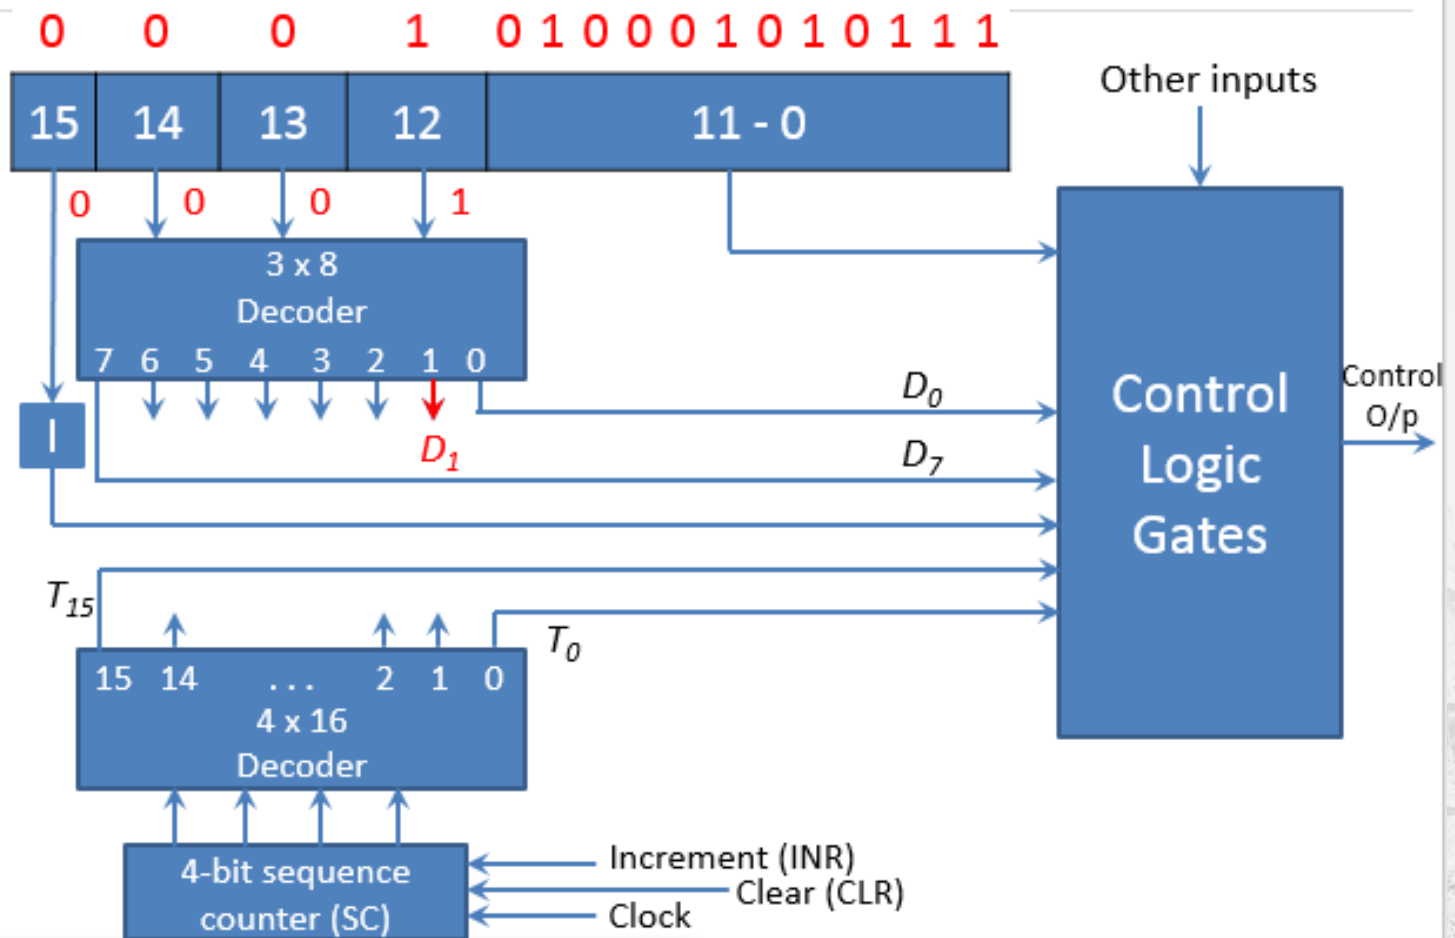 0 0 0 1 0 1 0 0 0 1 0 1 0 1 1 1
15 14 13 12 11 - 0
Other inputs
0 0 0 1
3 x 8
Decoder
7 6 5 4 3 2 1 0
D0
D1
D7
I
Control
Logic
Gates
Control
O/p
T15
T0
15 14 ... 2 1 0
4 x 16
Decoder
4-bit sequence
counter (SC)
Increment (INR)
Clear (CLR)
Clock